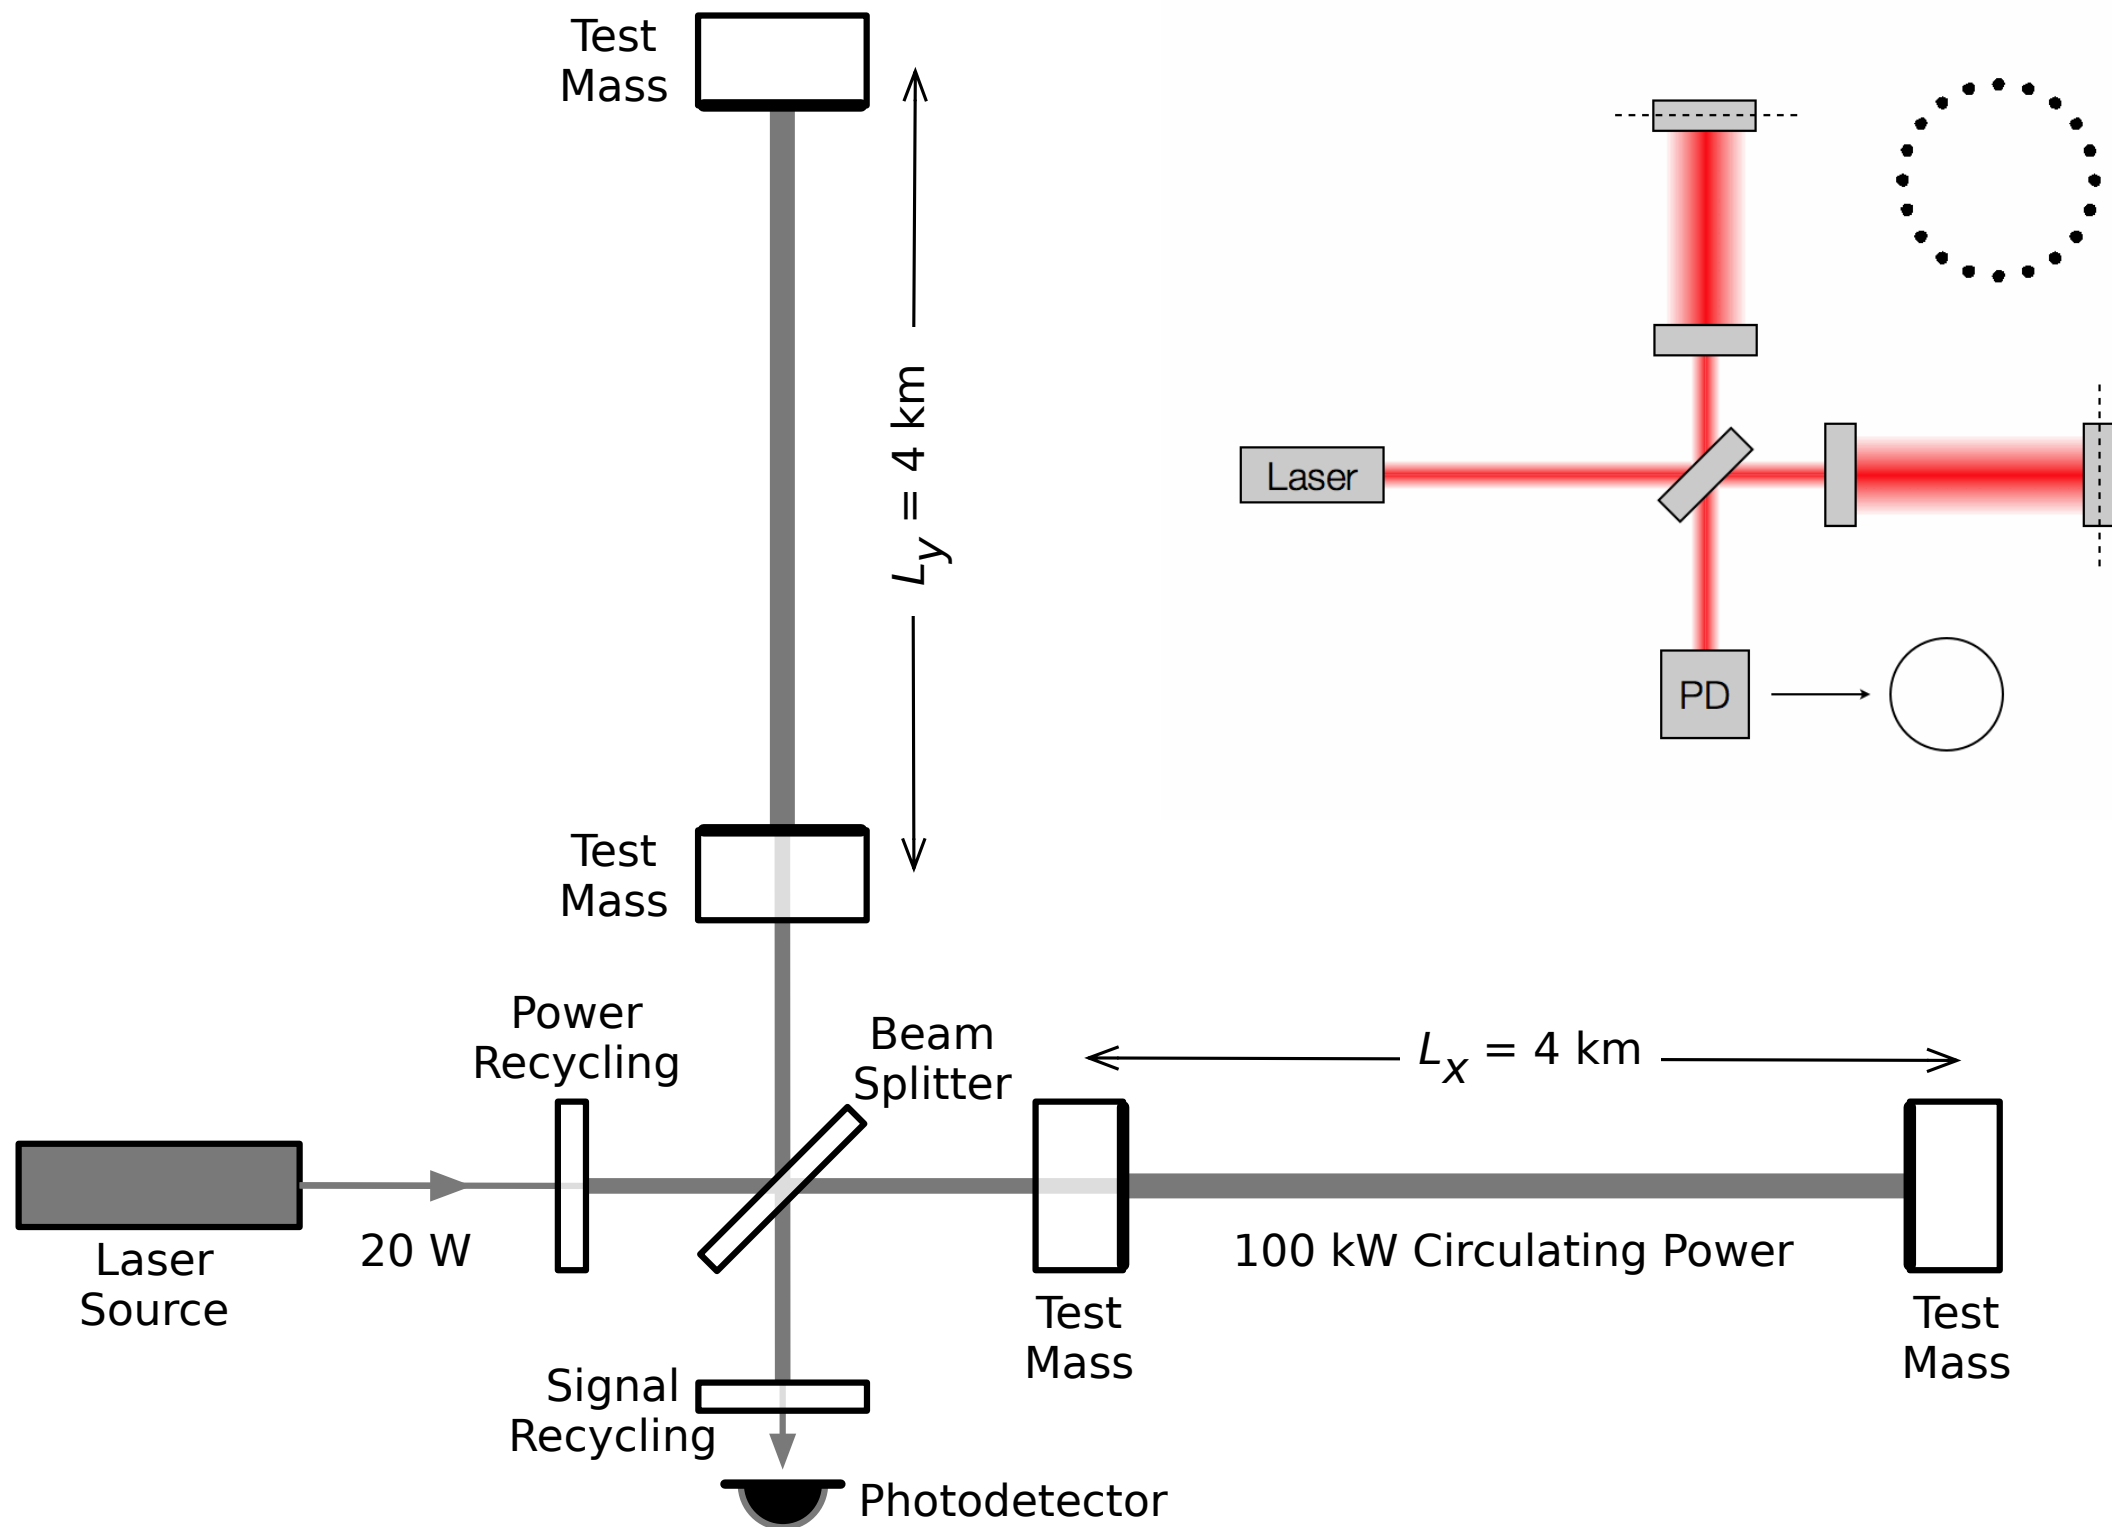 Test
Mass
Ly = 4 km
Laser
PD
Test
Mass
Power
Recycling
Beam
Splitter
Lx = 4 km
20 W
100 kW Circulating Power
Laser
Source
Test
Mass
Test
Mass
Signal
Recycling
Photodetector